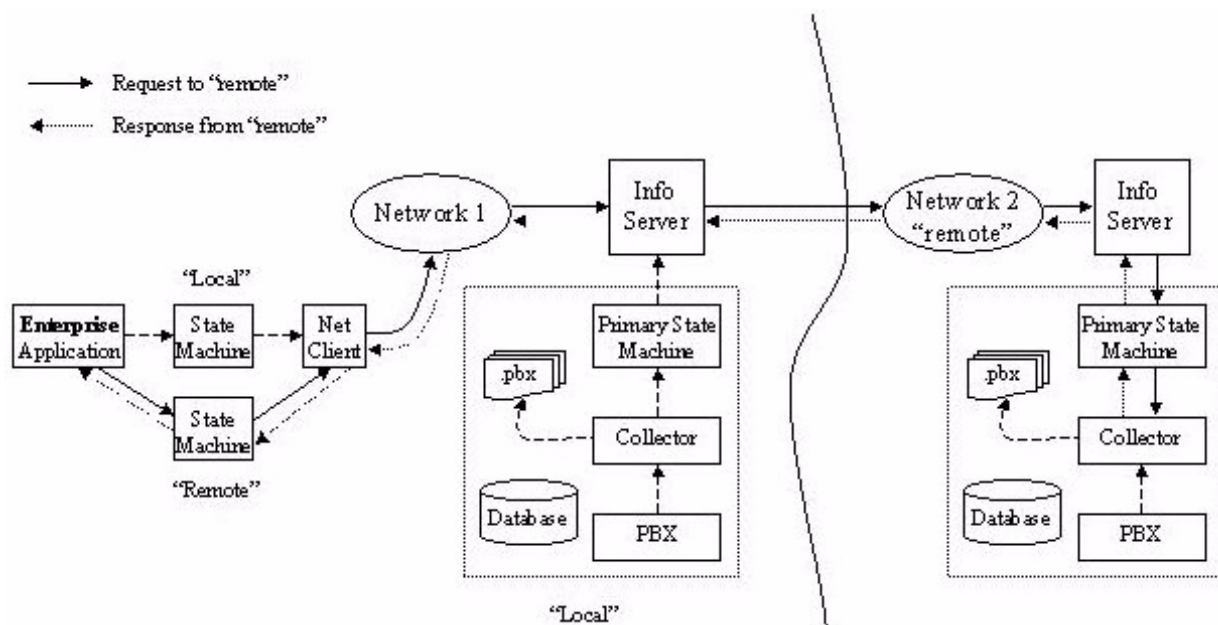 Request to “remote”
Response from “remote”
Network 1
Info
Server
Network 2
“remote”
Info
Server
“Local”
Enterprise
Application
State
Machine
Net
Client
State
Machine
“Remote”
Primary State
Machine
.pbx
Collector
Database
PBX
“Local”
Primary State
Machine
.pbx
Collector
Database
PBX